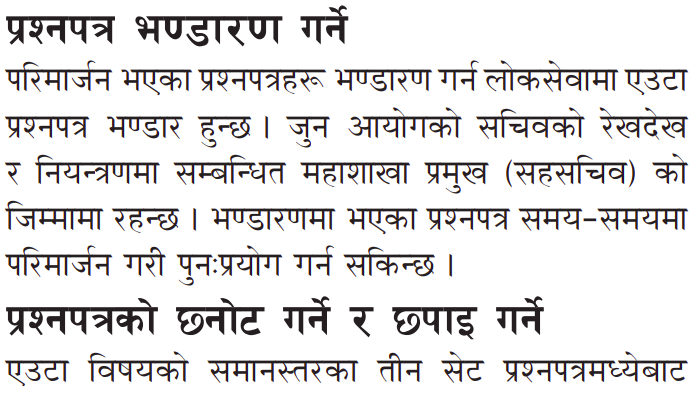 प्रश्नपत्र भण्डारण गर्ने
परिमार्जन भएका प्रश्नपत्रहरू भण्डारण गर्न लोकसेवामा एउटा
प्रश्नपत्र भण्डार हुन्छ । जुन आयोगको सचिवको रेखदेख
र नियन्त्रणमा सम्बन्धित महाशाखा प्रमुख (सहसचिव) को
जिम्मामा रहन्छ । भण्डारणमा भएका प्रश्नपत्र समय-समयमा
परिमार्जन गरी पुनःप्रयोग गर्न सकिन्छ ।
प्रश्नपत्रको छनोट गर्ने र छपाइ गर्ने
एउटा विषयको समानस्तरका तीन सेट प्रश्नपत्रमध्येबाट